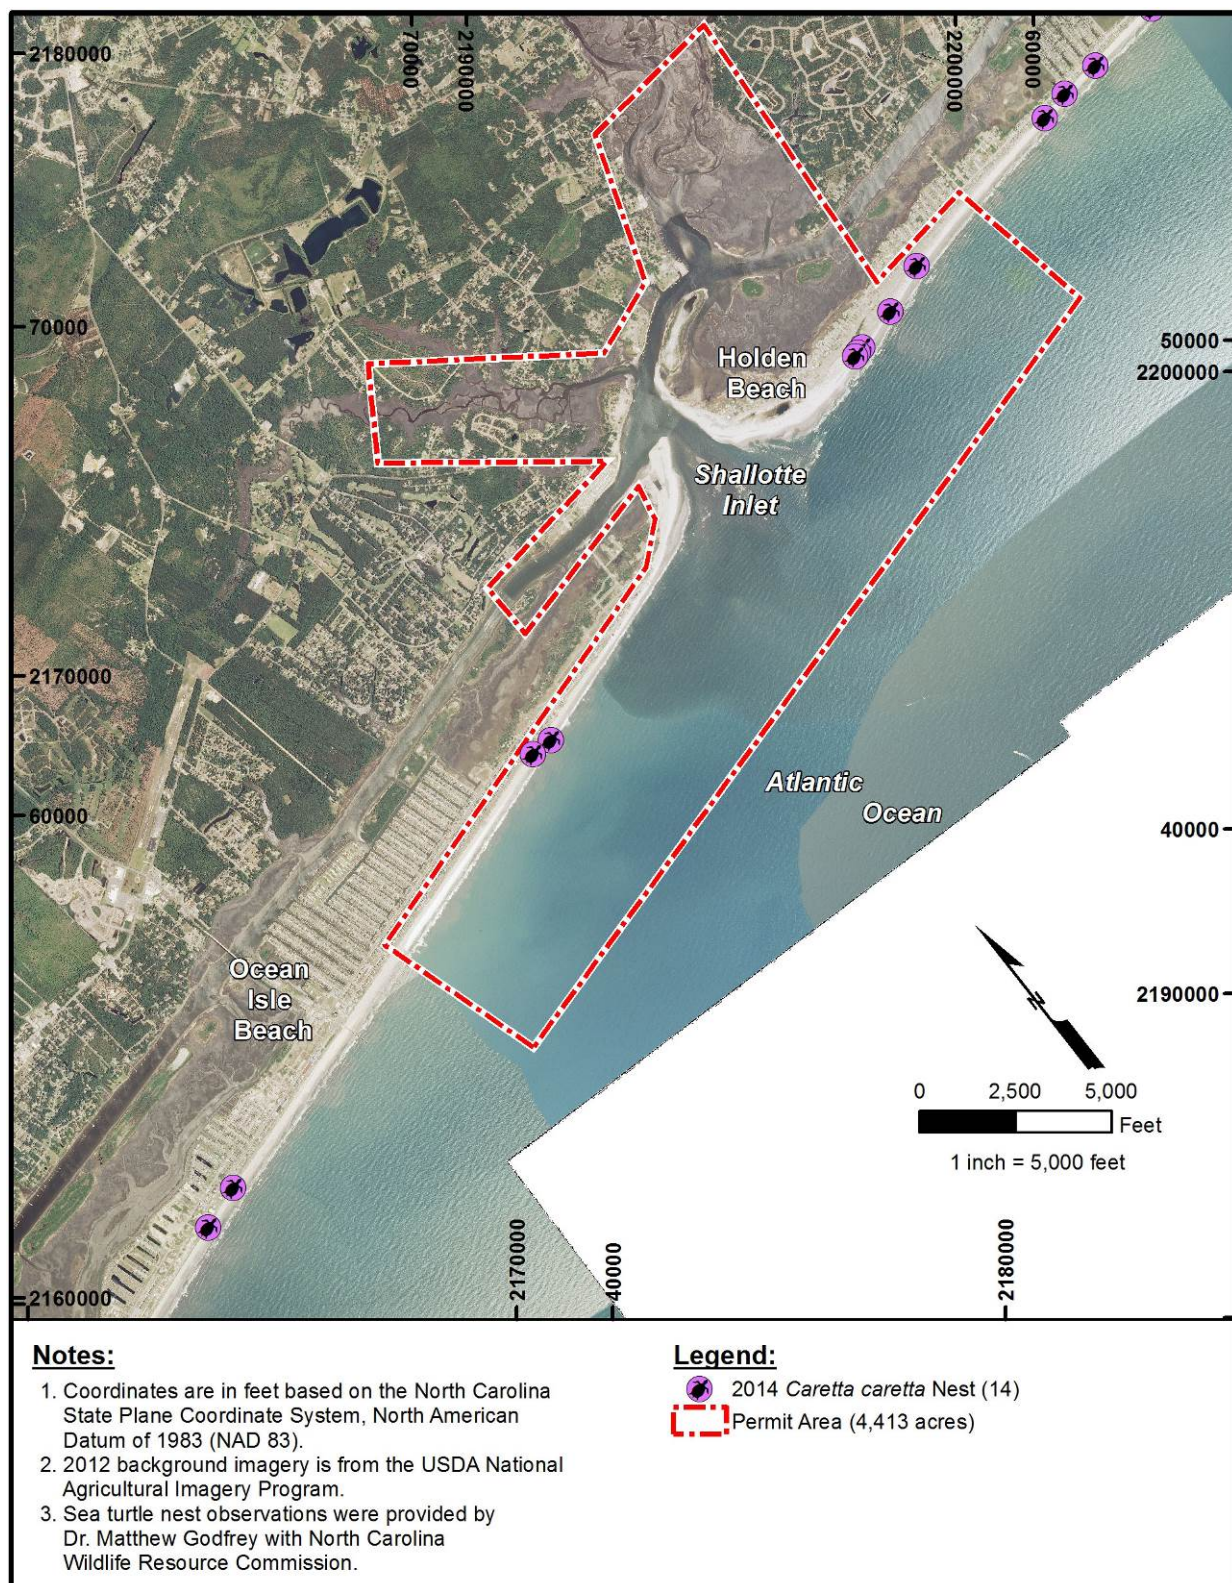 70000
2190000
2200000
60000
2180000
70000
50000
2200000
Holden
Beach
Shallotte
Inlet
2170000
Atlantic
Ocean
60000
40000
Ocean
Isle
Beach
2190000
N
0 2,500 5,000
Feet
1 inch = 5,000 feet
2160000
2170000
40000
2180000
Notes:
1. Coordinates are in feet based on the North Carolina
State Plane Coordinate System, North American
Datum of 1983 (NAD 83).
2. 2012 background imagery is from the USDA National
Agricultural Imagery Program.
3. Sea turtle nest observations were provided by
Dr. Matthew Godfrey with North Carolina
Wildlife Resource Commission.
Legend:
2014 Caretta caretta Nest (14)
Permit Area (4,413 acres)